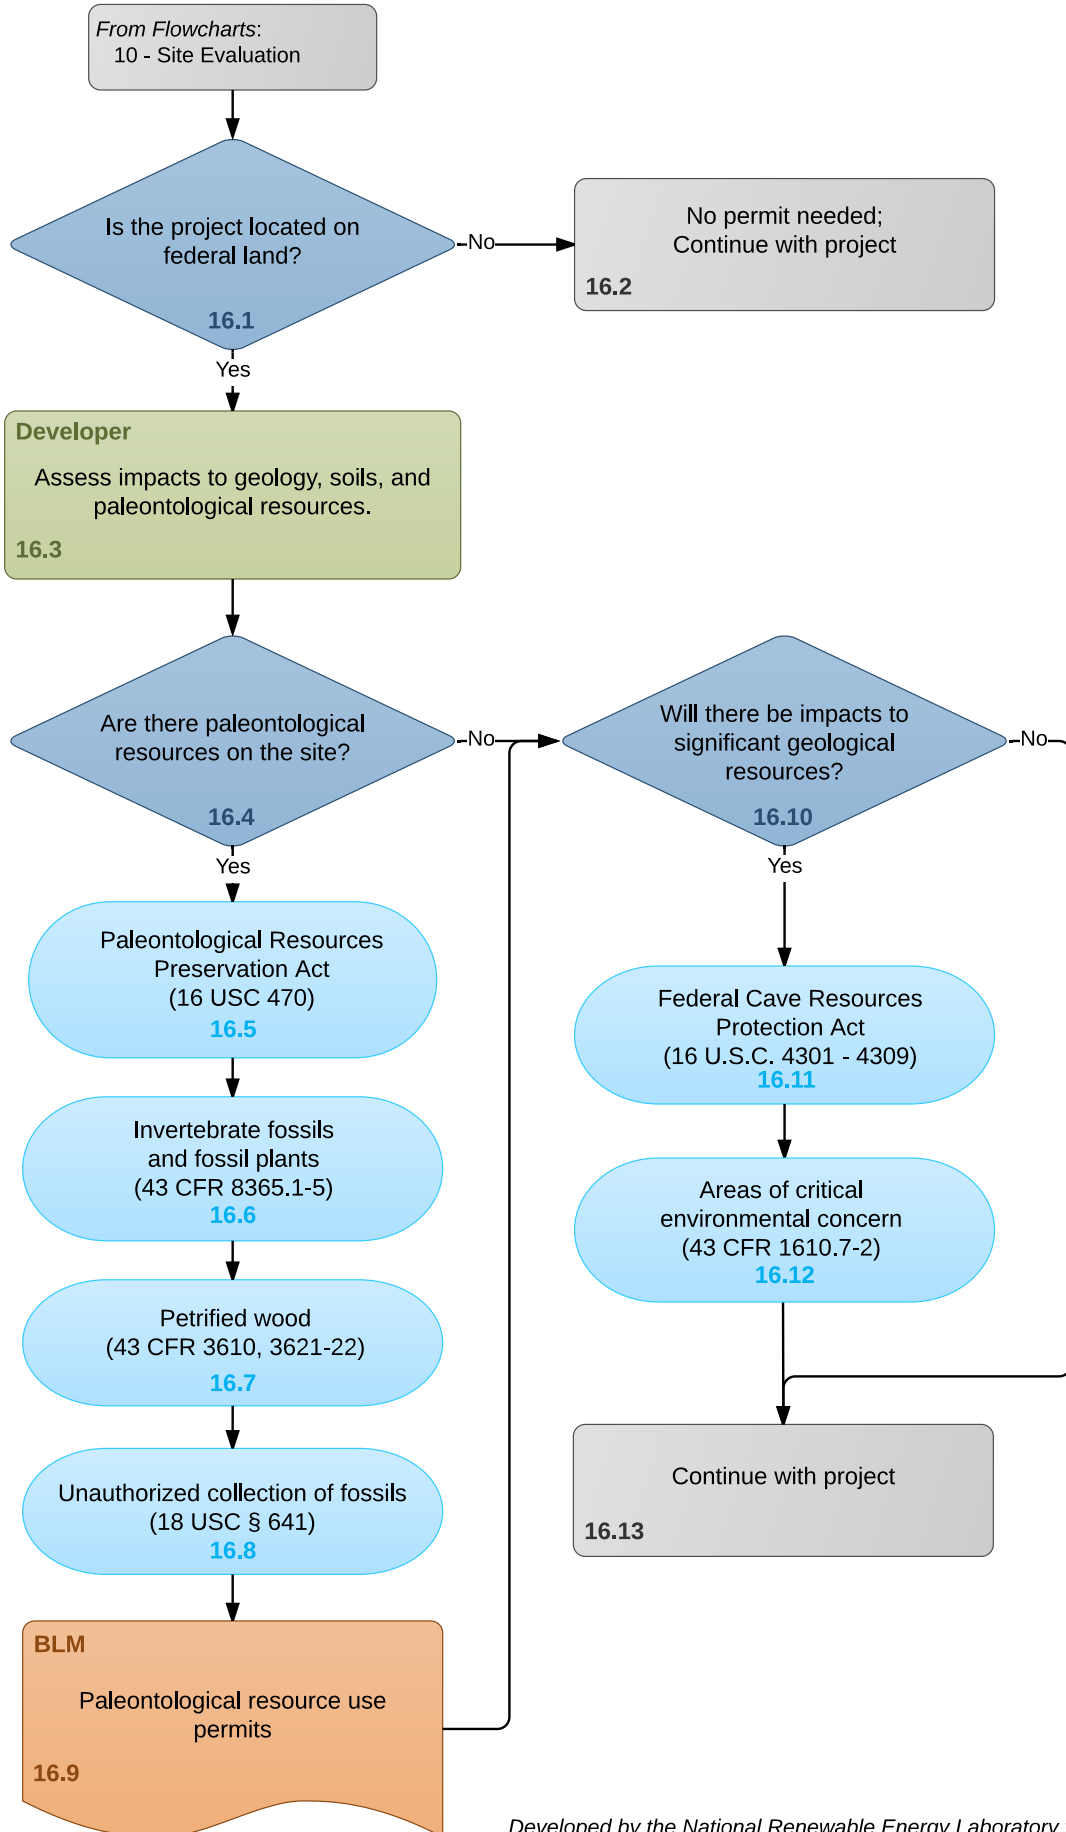 From Flowcharts:
10 - Site Evaluation
Is the project located on
federal land?
16.1
No
No permit needed;
Continue with project
16.2
Yes
Developer
Assess impacts to geology, soils, and
paleontological resources.
16.3
Are there paleontological
resources on the site?
16.4
No
Will there be impacts to
significant geological
resources?
16.10
No
Yes
Paleontological Resources
Preservation Act
(16 USC 470)
16.5
Invertebrate fossils
and fossil plants
(43 CFR 8365.1-5)
16.6
Petrified wood
(43 CFR 3610, 3621-22)
16.7
Unauthorized collection of fossils
(18 USC § 641)
16.8
BLM
Paleontological resource use
permits
16.9
Yes
Federal Cave Resources
Protection Act
(16 U.S.C. 4301 - 4309)
16.11
Areas of critical
environmental concern
(43 CFR 1610.7-2)
16.12
Continue with project
16.13
Developed by the National Renewable Energy Laboratory